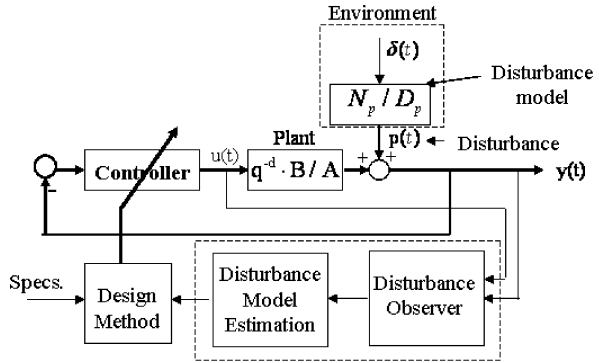 Environment
δ(t)
N_p / D_p
Disturbance
model
p(t)
Disturbance
Plant
u(t)
+
+
Controller
q^-d · B / A
y(t)
−
Specs.
Design
Method
Disturbance
Model
Estimation
Disturbance
Observer